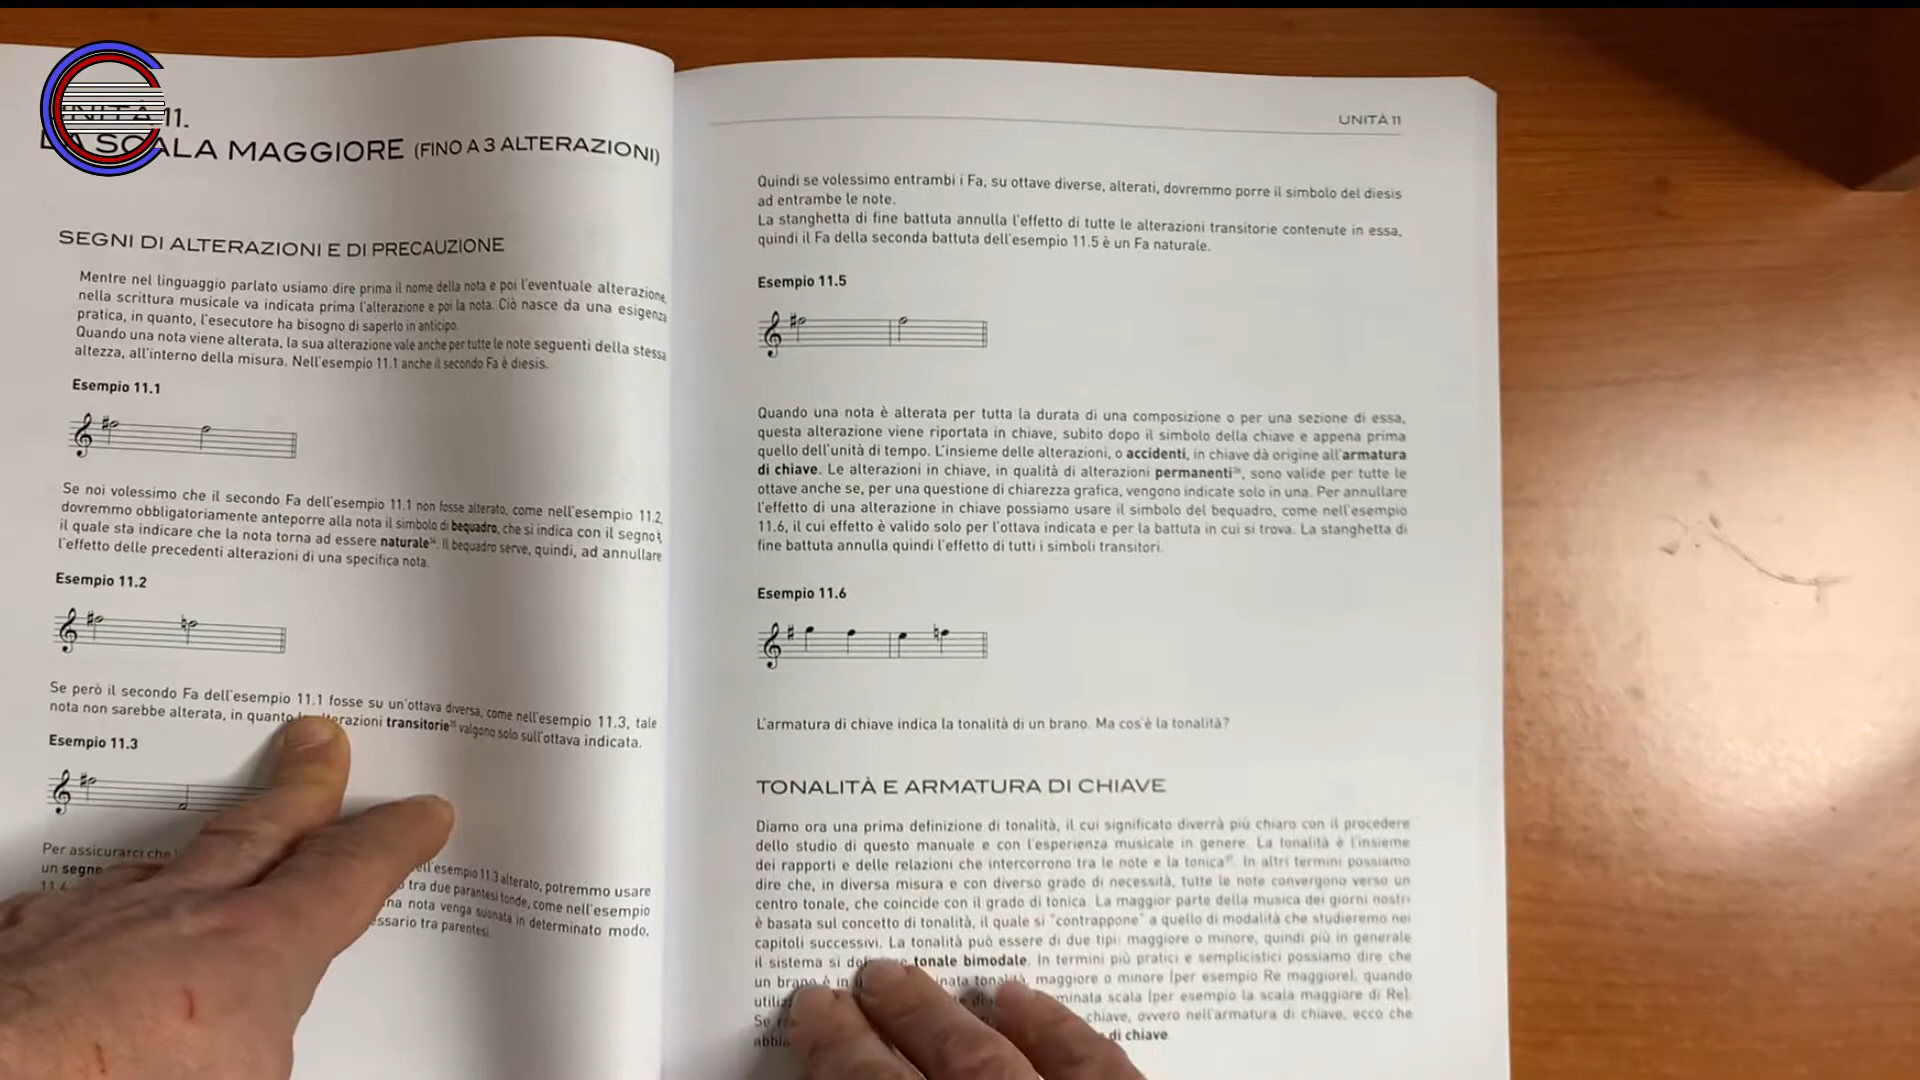 UNITÀ 11.
LA SCALA MAGGIORE (FINO A 3 ALTERAZIONI)
SEGNI DI ALTERAZIONI E DI PRECAUZIONE
Mentre nel linguaggio parlato usiamo dire prima il nome della nota e poi l'eventuale alterazione,
nella scrittura musicale va indicata prima l'alterazione e poi la nota. Ciò nasce da una esigenza
pratica, in quanto, l'esecutore ha bisogno di saperlo in anticipo.
Quando una nota viene alterata, la sua alterazione vale anche per tutte le note seguenti della stessa
altezza, all'interno della misura. Nell'esempio 11.1 anche il secondo Fa è diesis.
Esempio 11.1
Se noi volessimo che il secondo Fa dell'esempio 11.1 non fosse alterato, come nell'esempio 11.2,
dovremmo obbligatoriamente anteporre alla nota il simbolo di bequadro, che si indica con il segno ♮
il quale sta indicare che la nota torna ad essere naturale. Il bequadro serve, quindi, ad annullare
l'effetto delle precedenti alterazioni di una specifica nota.
Esempio 11.2
Se però il secondo Fa dell'esempio 11.1 fosse su un'ottava diversa, come nell'esempio 11.3, tale
nota non sarebbe alterata, in quanto transitorie valgono solo sull'ottava indicata.
Esempio 11.3
Per assicurarci che
un segno
11.4
esempio 11.3 alterato, potremmo usare
tra due parantesi tonde, come nell'esempio
na nota venga suonata in determinato modo,
ssario tra parentesi.
UNITÀ 11
Quindi se volessimo entrambi i Fa, su ottave diverse, alterati, dovremmo porre il simbolo del diesis
ad entrambe le note.
La stanghetta di fine battuta annulla l'effetto di tutte le alterazioni transitorie contenute in essa,
quindi il Fa della seconda battuta dell'esempio 11.5 è un Fa naturale.
Esempio 11.5
Quando una nota è alterata per tutta la durata di una composizione o per una sezione di essa,
questa alterazione viene riportata in chiave, subito dopo il simbolo della chiave e appena prima
quello dell'unità di tempo. L'insieme delle alterazioni, o accidenti, in chiave dà origine all'armatura
di chiave. Le alterazioni in chiave, in qualità di alterazioni permanenti, sono valide per tutte le
ottave anche se, per una questione di chiarezza grafica, vengono indicate solo in una. Per annullare
l'effetto di una alterazione in chiave possiamo usare il simbolo del bequadro, come nell'esempio
11.6, il cui effetto è valido solo per l'ottava indicata e per la battuta in cui si trova. La stanghetta di
fine battuta annulla quindi l'effetto di tutti i simboli transitori.
Esempio 11.6
L'armatura di chiave indica la tonalità di un brano. Ma cos'è la tonalità?
TONALITÀ E ARMATURA DI CHIAVE
Diamo ora una prima definizione di tonalità, il cui significato diverrà più chiaro con il procedere
dello studio di questo manuale e con l'esperienza musicale in genere. La tonalità è l'insieme
dei rapporti e delle relazioni che intercorrono tra le note e la tonica. In altri termini possiamo
dire che, in diversa misura e con diverso grado di necessità, tutte le note convergono verso un
centro tonale, che coincide con il grado di tonica. La maggior parte della musica dei giorni nostri
è basata sul concetto di tonalità, il quale si "contrappone" a quello di modalità che studieremo nei
capitoli successivi. La tonalità può essere di due tipi: maggiore o minore, quindi più in generale
il sistema si tonale bimodale. In termini più pratici e semplicistici possiamo dire che
un brano è in tonalità, maggiore o minore (per esempio Re maggiore), quando
scala (per esempio la scala maggiore di Re).
chiave, ovvero nell'armatura di chiave, ecco che
di chiave